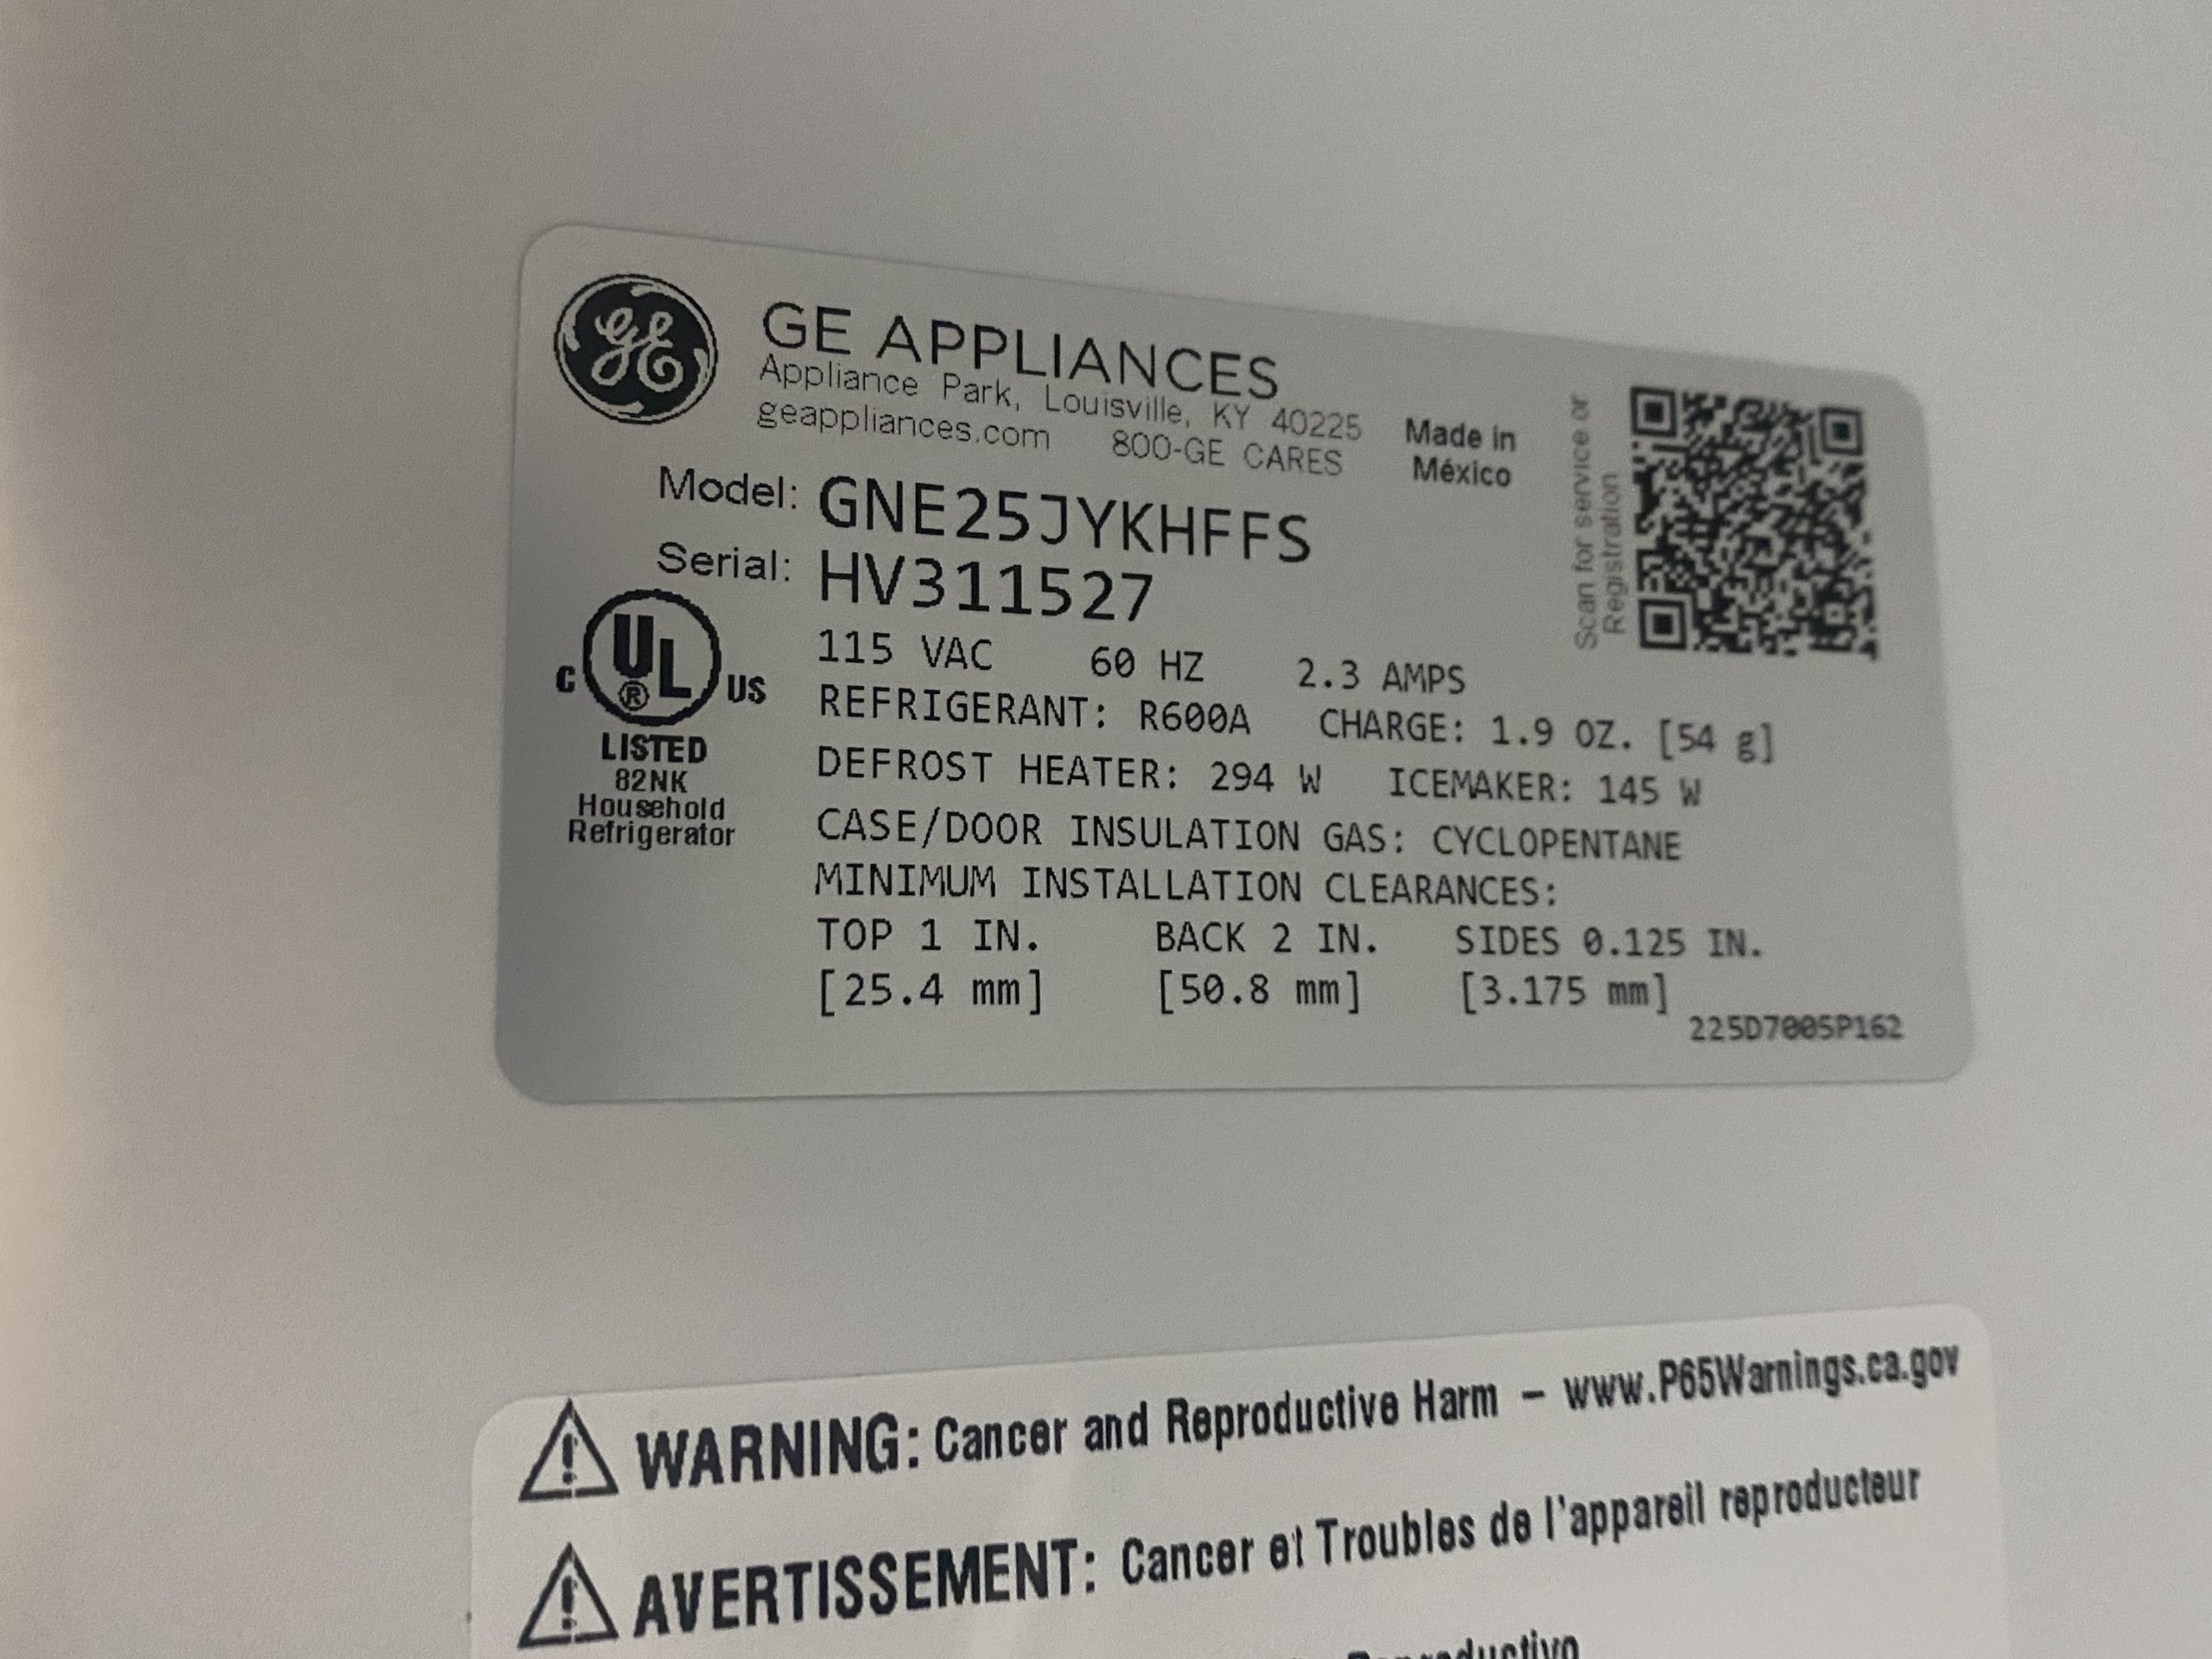 GE
GE APPLIANCES
Appliance Park, Louisville, KY 40225
geappliances.com 800-GE CARES
Made in
México
Scan for service or
Registration
Model: GNE25JYKHFFS
Serial: HV311527
C UL ® US
LISTED
82NK
Household
Refrigerator
115 VAC 60 HZ 2.3 AMPS
REFRIGERANT: R600A CHARGE: 1.9 OZ. [54 g]
DEFROST HEATER: 294 W ICEMAKER: 145 W
CASE/DOOR INSULATION GAS: CYCLOPENTANE
MINIMUM INSTALLATION CLEARANCES:
TOP 1 IN. BACK 2 IN. SIDES 0.125 IN.
[25.4 mm] [50.8 mm] [3.175 mm]
225D7005P162
WARNING: Cancer and Reproductive Harm – www.P65Warnings.ca.gov
AVERTISSEMENT: Cancer et Troubles de l'appareil reproducteur